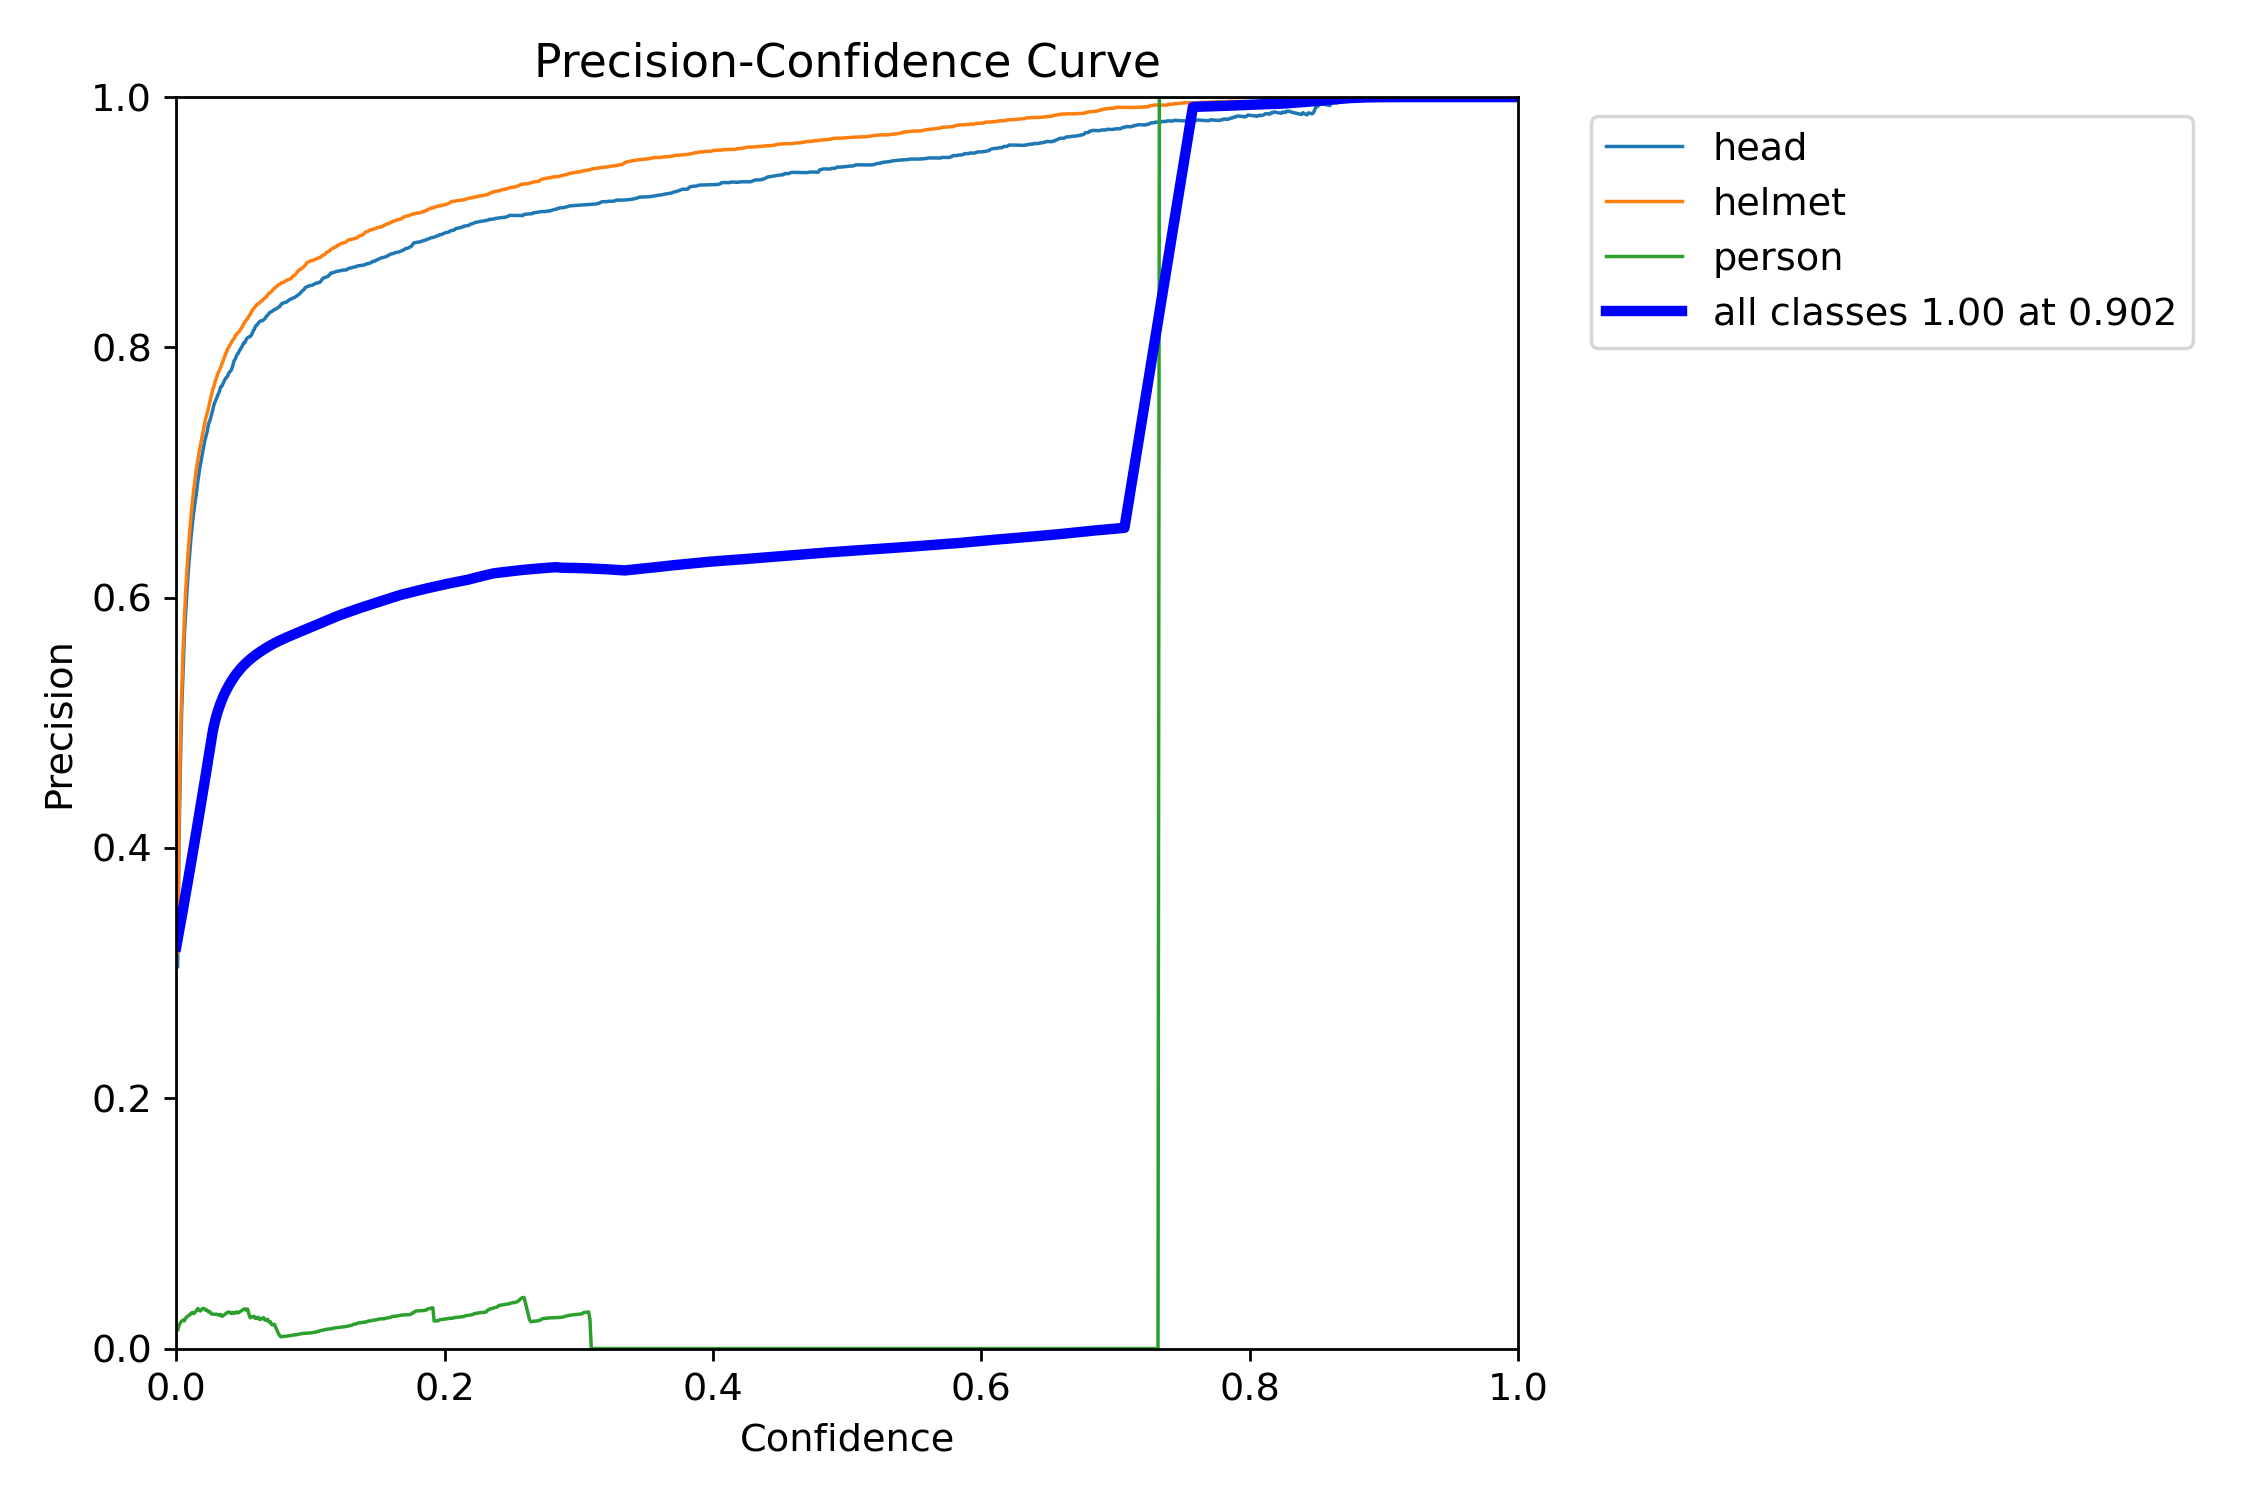 Precision-Confidence Curve
1.0
0.8
0.6
0.4
0.2
0.0
Precision
0.0 0.2 0.4 0.6 0.8 1.0
Confidence
head
helmet
person
all classes 1.00 at 0.902